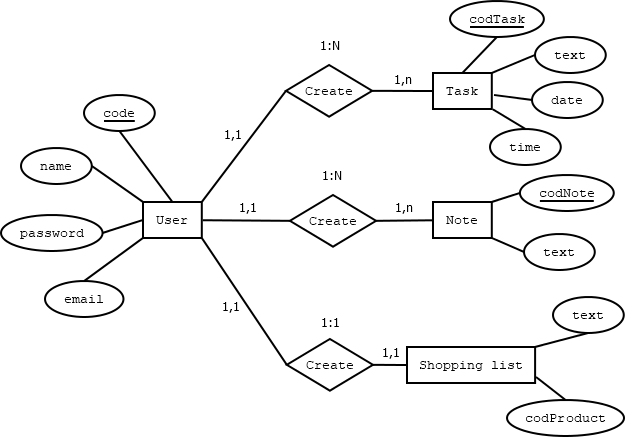 codTask
1:N
text
Create
1,n
Task
date
code
1,1
time
name
1:N
codNote
1,1
1,n
User
Create
Note
password
text
email
1,1
text
1:1
1,1
Create
Shopping list
codProduct